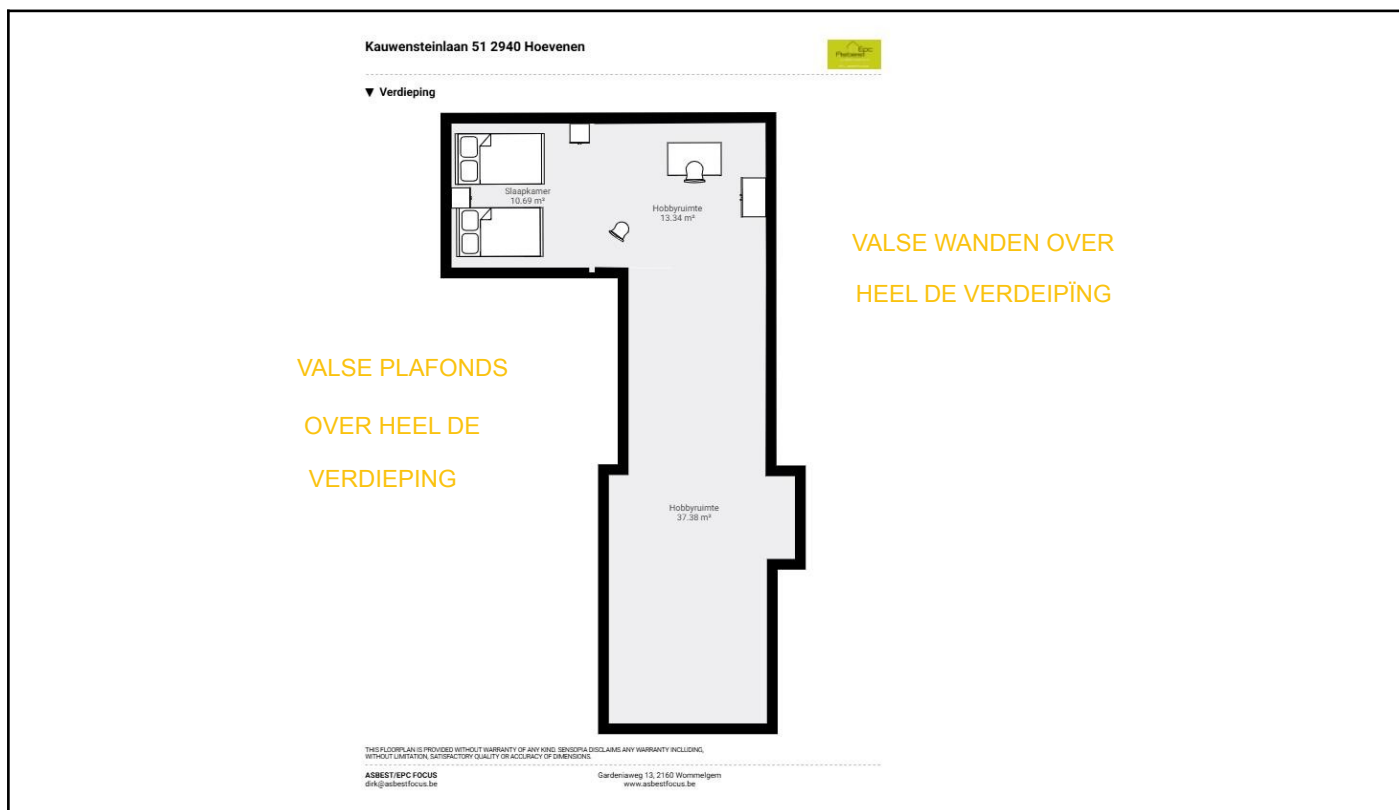 Kauwensteinlaan 51 2940 Hoevenen
Epc
▼ Verdieping
Slaapkamer
10.69 m²
Hobbyruimte
13.34 m²
VALSE WANDEN OVER
HEEL DE VERDEIPÏNG
VALSE PLAFONDS
OVER HEEL DE
VERDIEPING
Hobbyruimte
37.38 m²
THIS FLOORPLAN IS PROVIDED WITHOUT WARRANTY OF ANY KIND. SENSOPIA DISCLAIMS ANY WARRANTY INCLUDING,
WITHOUT LIMITATION, SATISFACTORY QUALITY OR ACCURACY OF DIMENSIONS.
ASBEST/EPC FOCUS
dirk@asbestfocus.be
Gardeniaweg 13, 2160 Wommelgem
www.asbestfocus.be